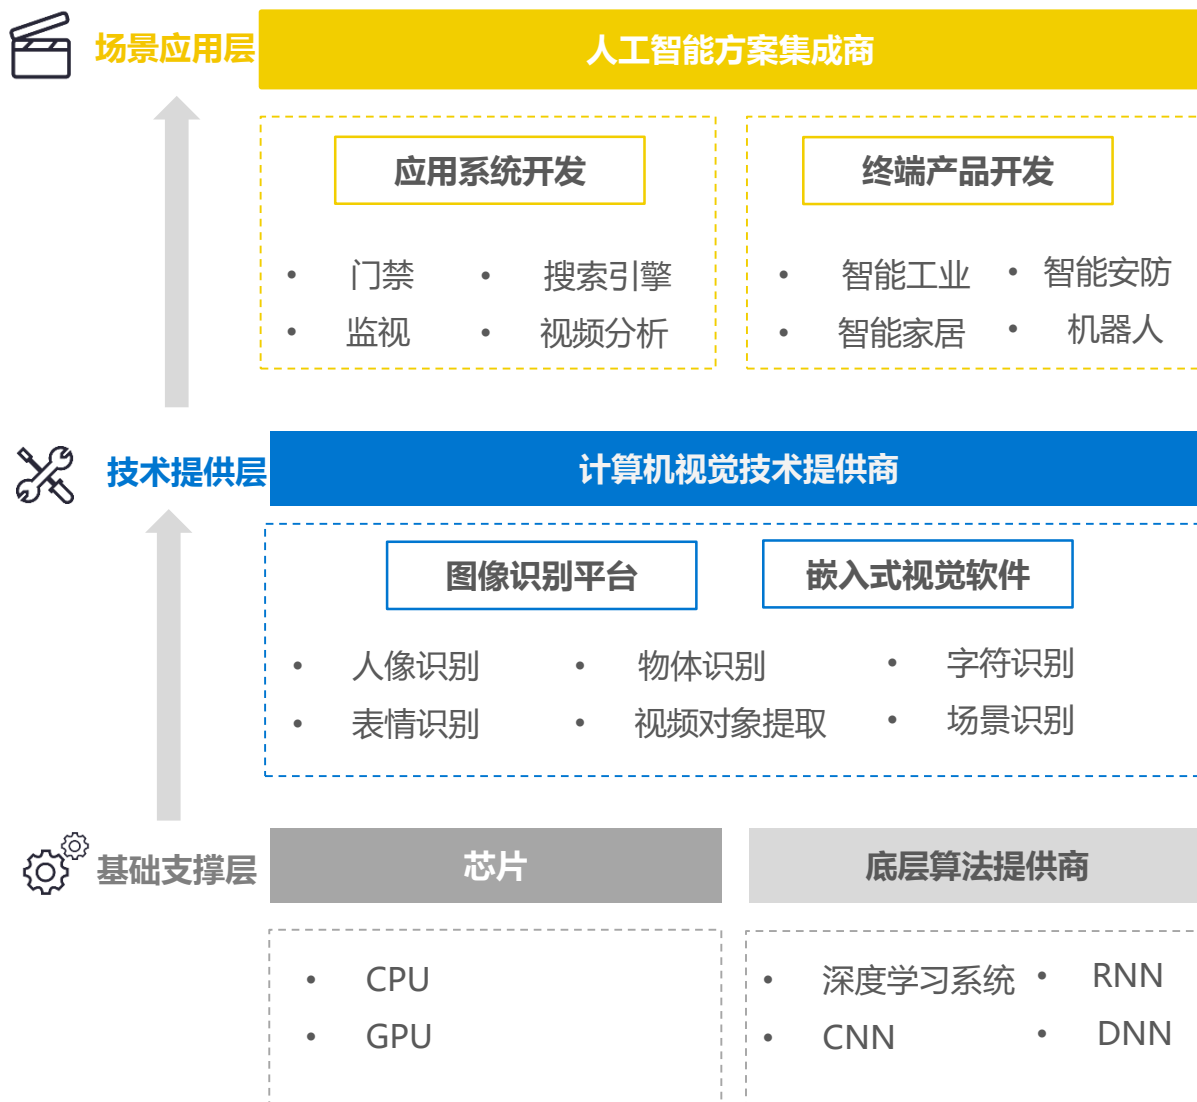 场景应用层
人工智能方案集成商
应用系统开发
终端产品开发
• 门禁 • 搜索引擎
• 监视 • 视频分析
• 智能工业 • 智能安防
• 智能家居 • 机器人
技术提供层
计算机视觉技术提供商
图像识别平台
嵌入式视觉软件
• 人像识别 • 物体识别 • 字符识别
• 表情识别 • 视频对象提取 • 场景识别
基础支撑层
芯片
底层算法提供商
• CPU
• GPU
• 深度学习系统 • RNN
• CNN • DNN